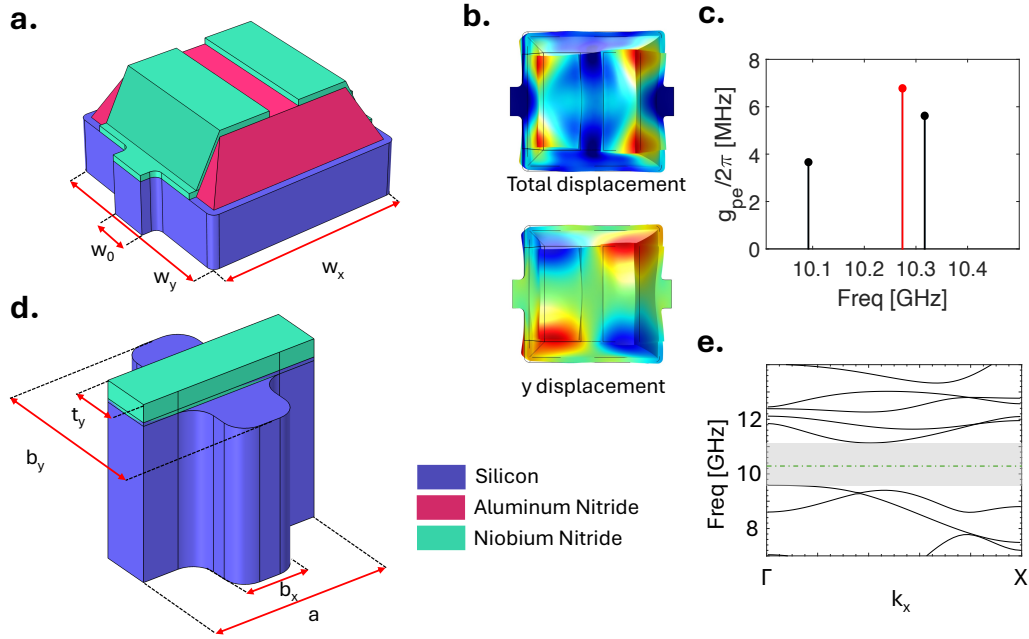 a.
w₀
w_y
w_x
b.
Total displacement
y displacement
c.
g_pe/2π [MHz]
8
6
4
2
0
10.1
10.2
10.3
10.4
Freq [GHz]
d.
t_y
b_y
b_x
a
Silicon
Aluminum Nitride
Niobium Nitride
e.
Freq [GHz]
12
10
8
Γ
X
k_x